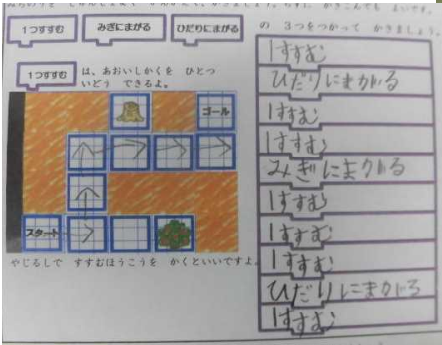 1つすすむ
みぎにまがる
ひだりにまがる
の 3つをつかって かきましょう。
1つすすむ
は、あおいしかくを ひとつ
いどう できるよ。
ゴール
スタート
やじるしで すすむほうこうを かくといいですよ。
1すすむ
ひだりにまがる
1すすむ
1すすむ
みぎにまがる
1すすむ
1すすむ
1すすむ
ひだりにまがる
1すすむ